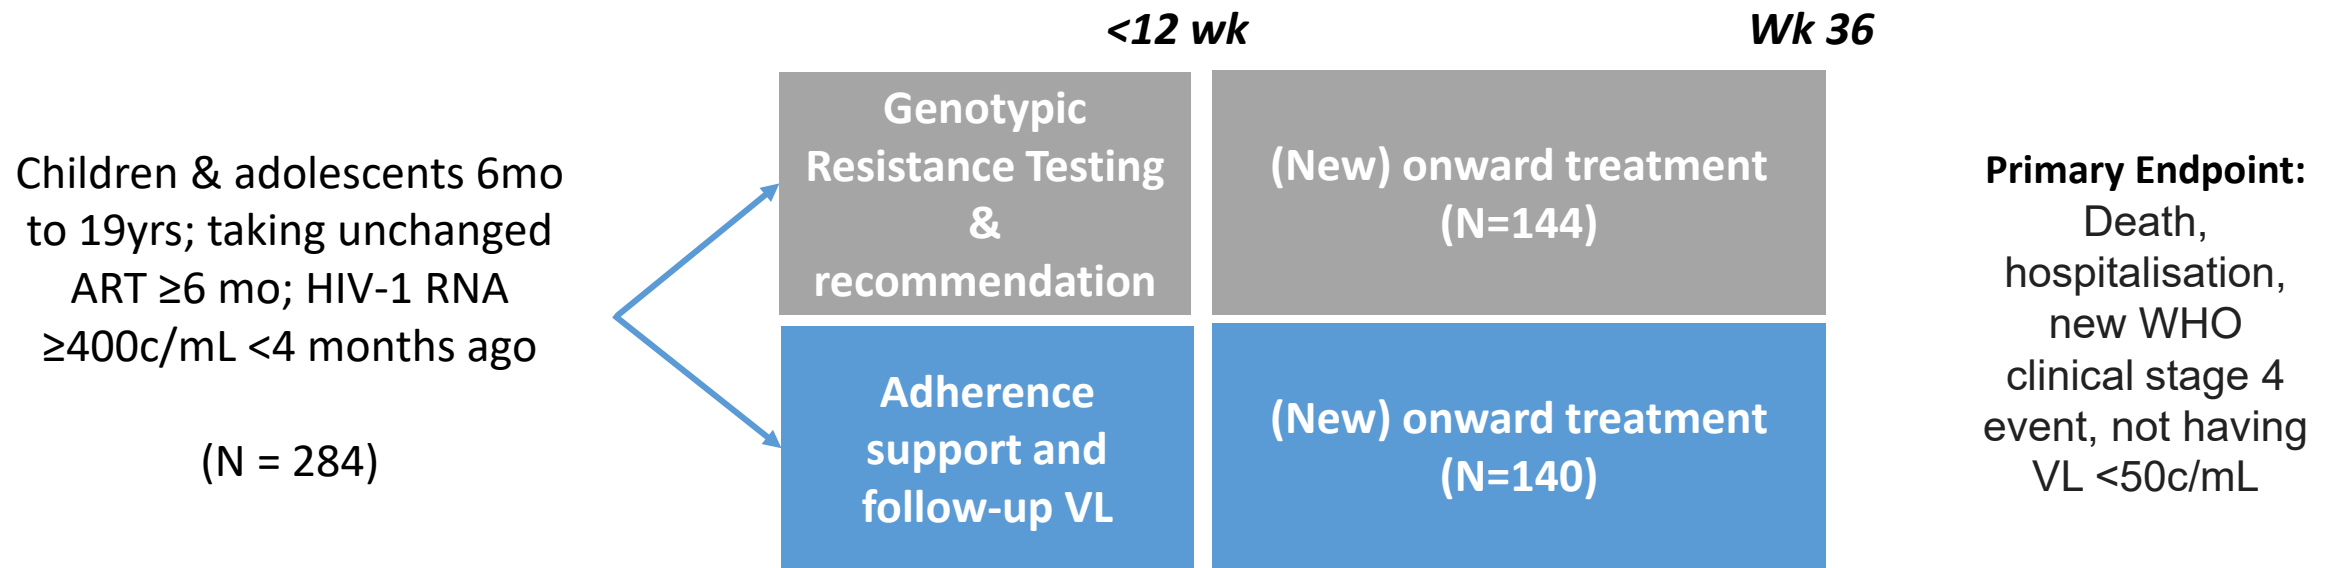 <12 wk
Wk 36
Children & adolescents 6mo
to 19yrs; taking unchanged
ART ≥6 mo; HIV-1 RNA
≥400c/mL <4 months ago
(N = 284)
Genotypic
Resistance Testing
&
recommendation
(New) onward treatment
(N=144)
Adherence
support and
follow-up VL
(New) onward treatment
(N=140)
Primary Endpoint:
Death,
hospitalisation,
new WHO
clinical stage 4
event, not having
VL <50c/mL